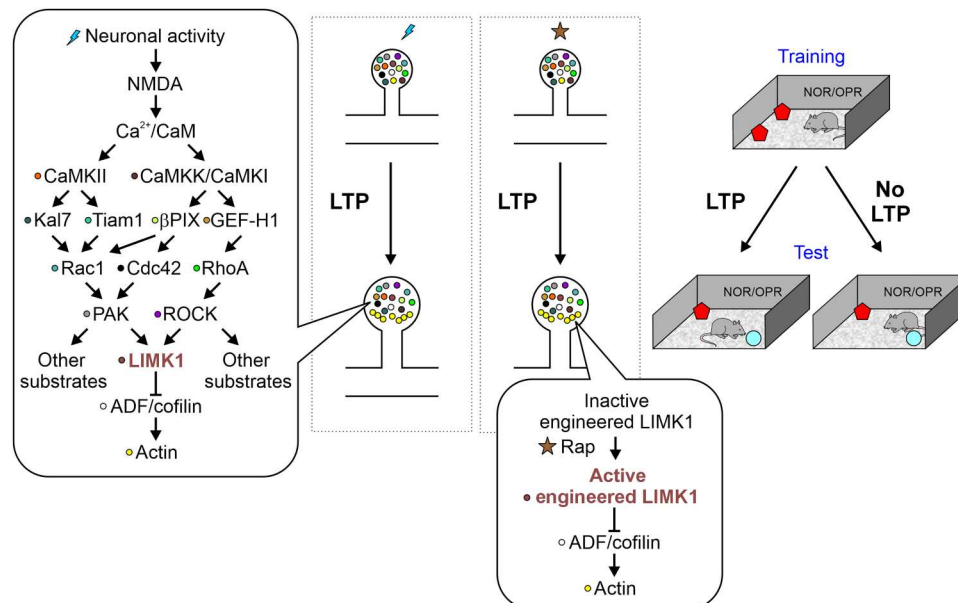 Neuronal activity
NMDA
Ca2+/CaM
CaMKII
CaMKK/CaMKI
Kal7
Tiam1
βPIX
GEF-H1
Rac1
Cdc42
RhoA
PAK
ROCK
Other
substrates
LIMK1
Other
substrates
ADF/cofilin
Actin
LTP
LTP
Inactive
engineered LIMK1
Rap
Active
engineered LIMK1
ADF/cofilin
Actin
Training
NOR/OPR
LTP
No
LTP
Test
NOR/OPR
NOR/OPR